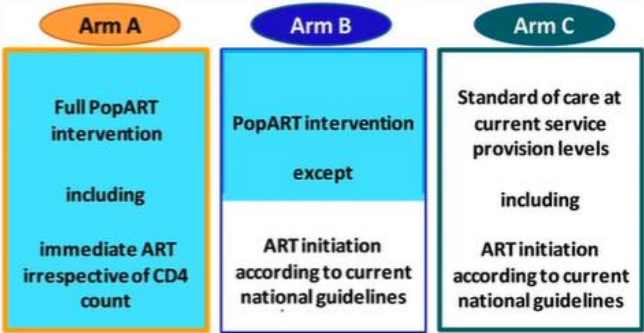 Arm A
Full PopART
intervention
including
immediate ART
irrespective of CD4
count
Arm B
PopART intervention
except
ART initiation
according to current
national guidelines
Arm C
Standard of care at
current service
provision levels
including
ART initiation
according to current
national guidelines